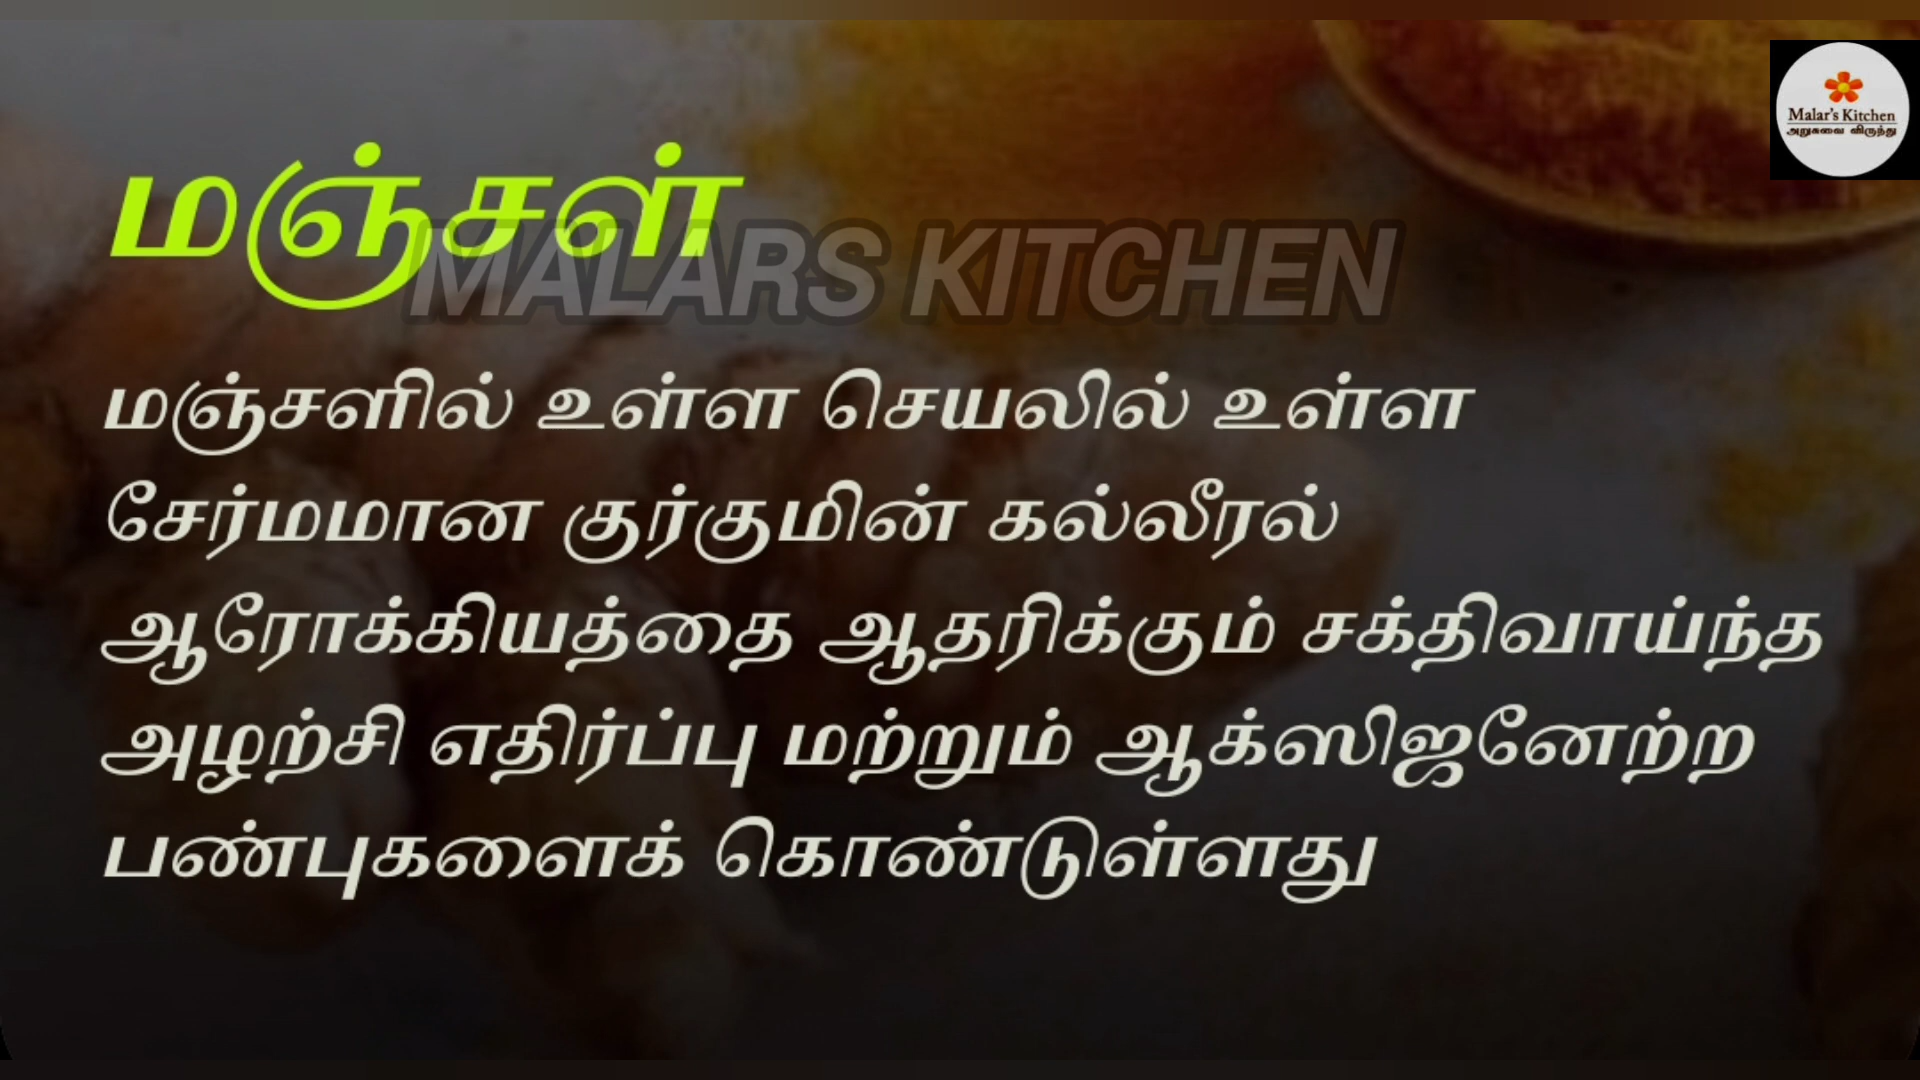 Malar's Kitchen
அறுசுவை விருந்து
மஞ்சள்
MALARS KITCHEN
மஞ்சளில் உள்ள செயலில் உள்ள
சேர்மமான குர்குமின் கல்லீரல்
ஆரோக்கியத்தை ஆதரிக்கும் சக்திவாய்ந்த
அழற்சி எதிர்ப்பு மற்றும் ஆக்ஸிஜனேற்ற
பண்புகளைக் கொண்டுள்ளது